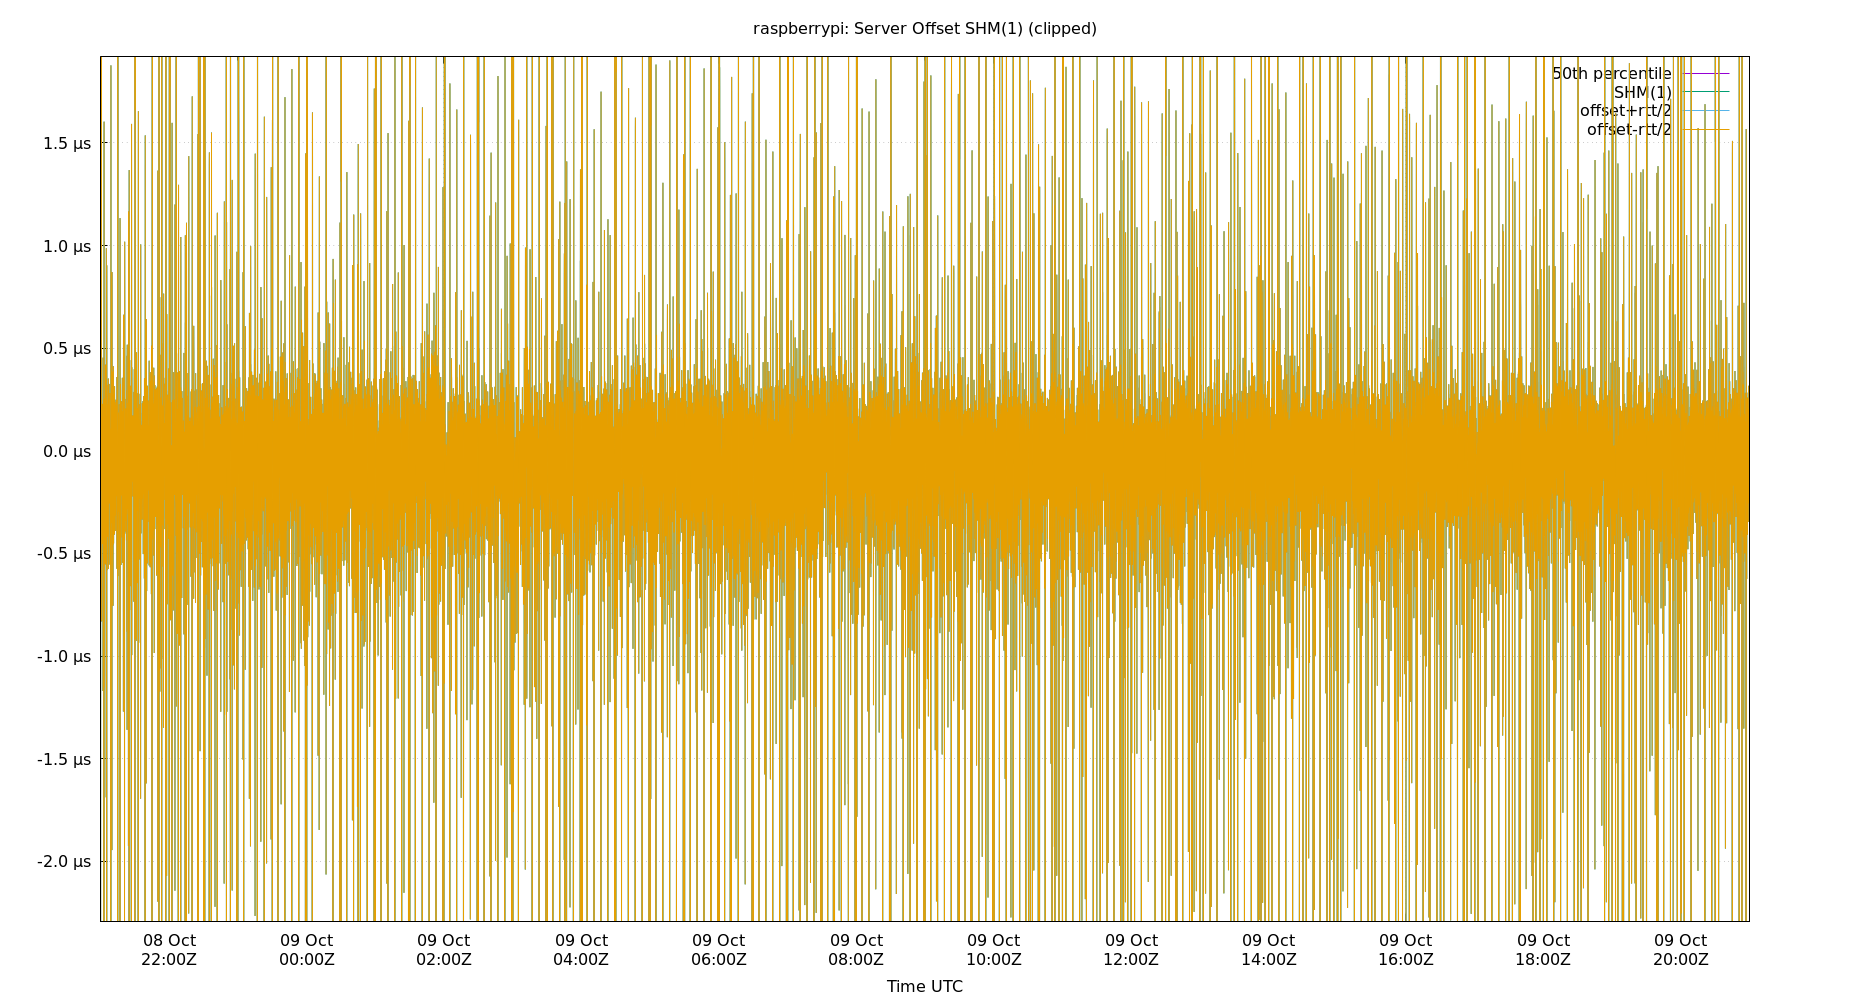 raspberrypi: Server Offset SHM(1) (clipped)
50th percentile
SHM(1)
offset+rtt/2
offset-rtt/2
1.5 µs
1.0 µs
0.5 µs
0.0 µs
-0.5 µs
-1.0 µs
-1.5 µs
-2.0 µs
08 Oct 09 Oct 09 Oct 09 Oct 09 Oct 09 Oct 09 Oct 09 Oct 09 Oct 09 Oct 09 Oct 09 Oct
22:00Z 00:00Z 02:00Z 04:00Z 06:00Z 08:00Z 10:00Z 12:00Z 14:00Z 16:00Z 18:00Z 20:00Z
Time UTC